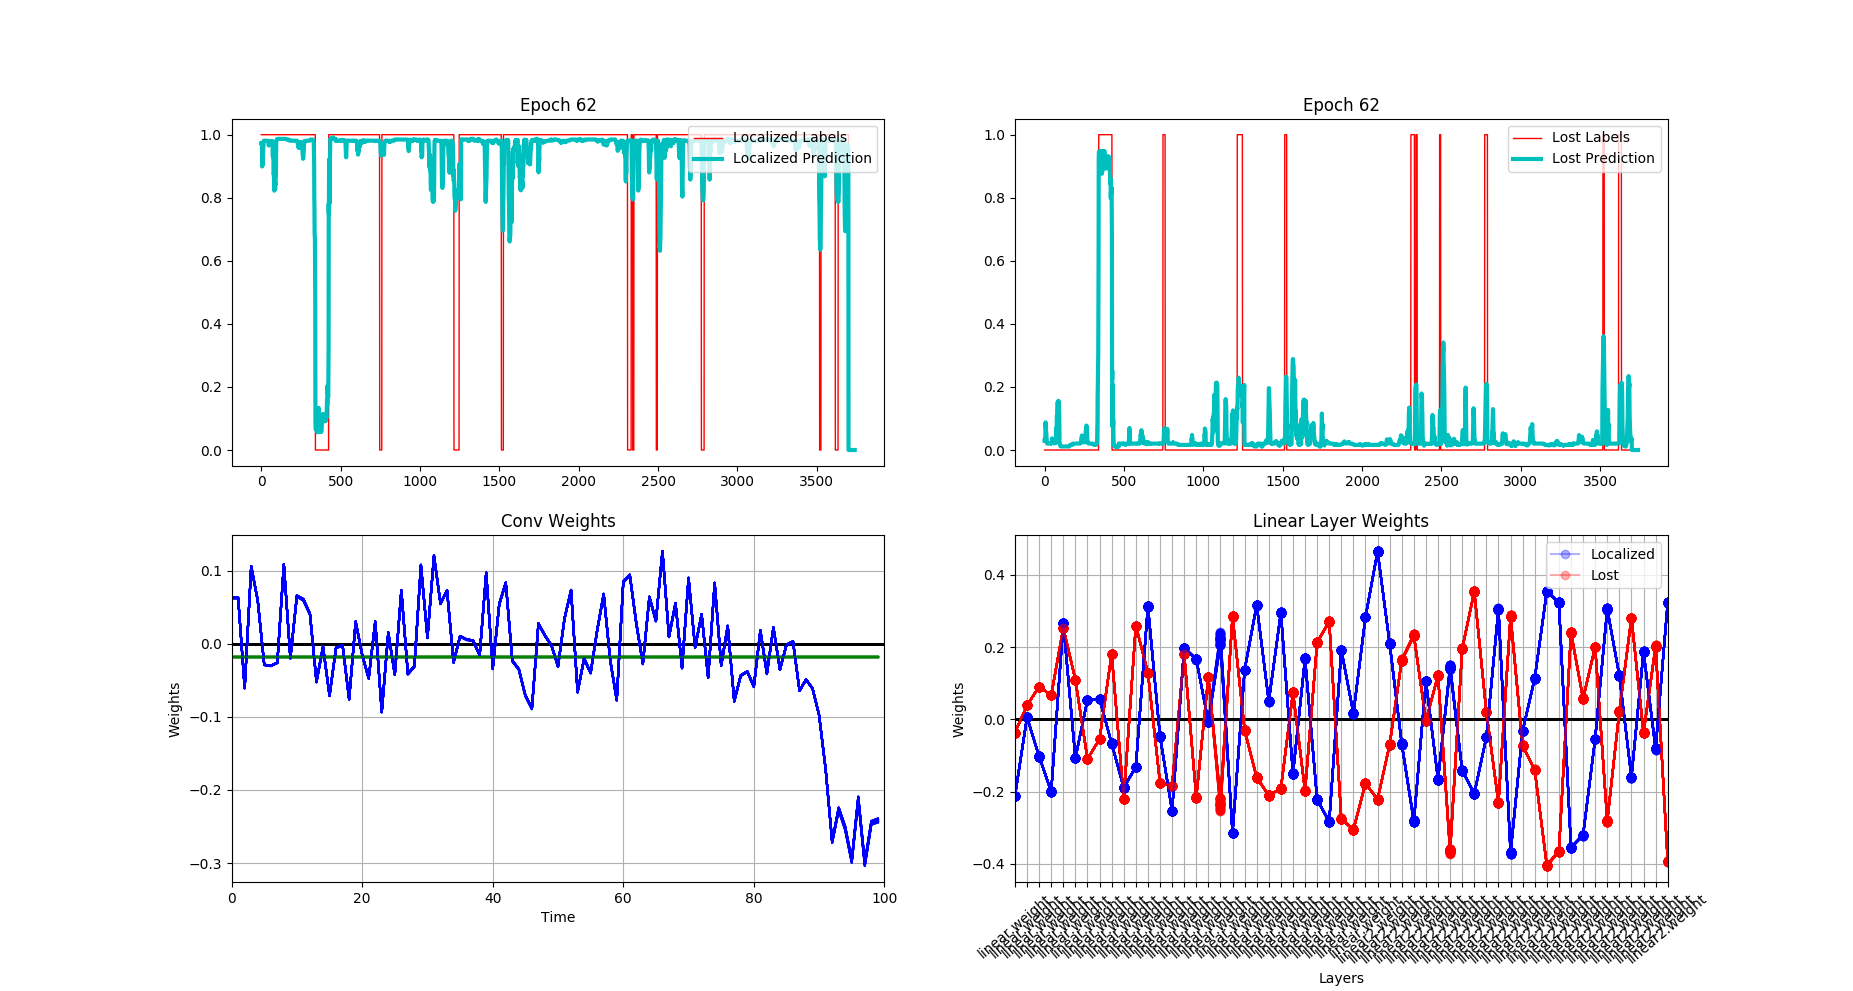 Epoch 62
1.0
0.8
0.6
0.4
0.2
0.0
Localized Labels
Localized Prediction
0 500 1000 1500 2000 2500 3000 3500
Epoch 62
1.0
0.8
0.6
0.4
0.2
0.0
Lost Labels
Lost Prediction
0 500 1000 1500 2000 2500 3000 3500
Conv Weights
Weights
0.1
0.0
−0.1
−0.2
−0.3
0 20 40 60 80 100
Time
Linear Layer Weights
Weights
0.4
0.2
0.0
−0.2
−0.4
Localized
Lost
linear.weight
linear2.weight
Layers